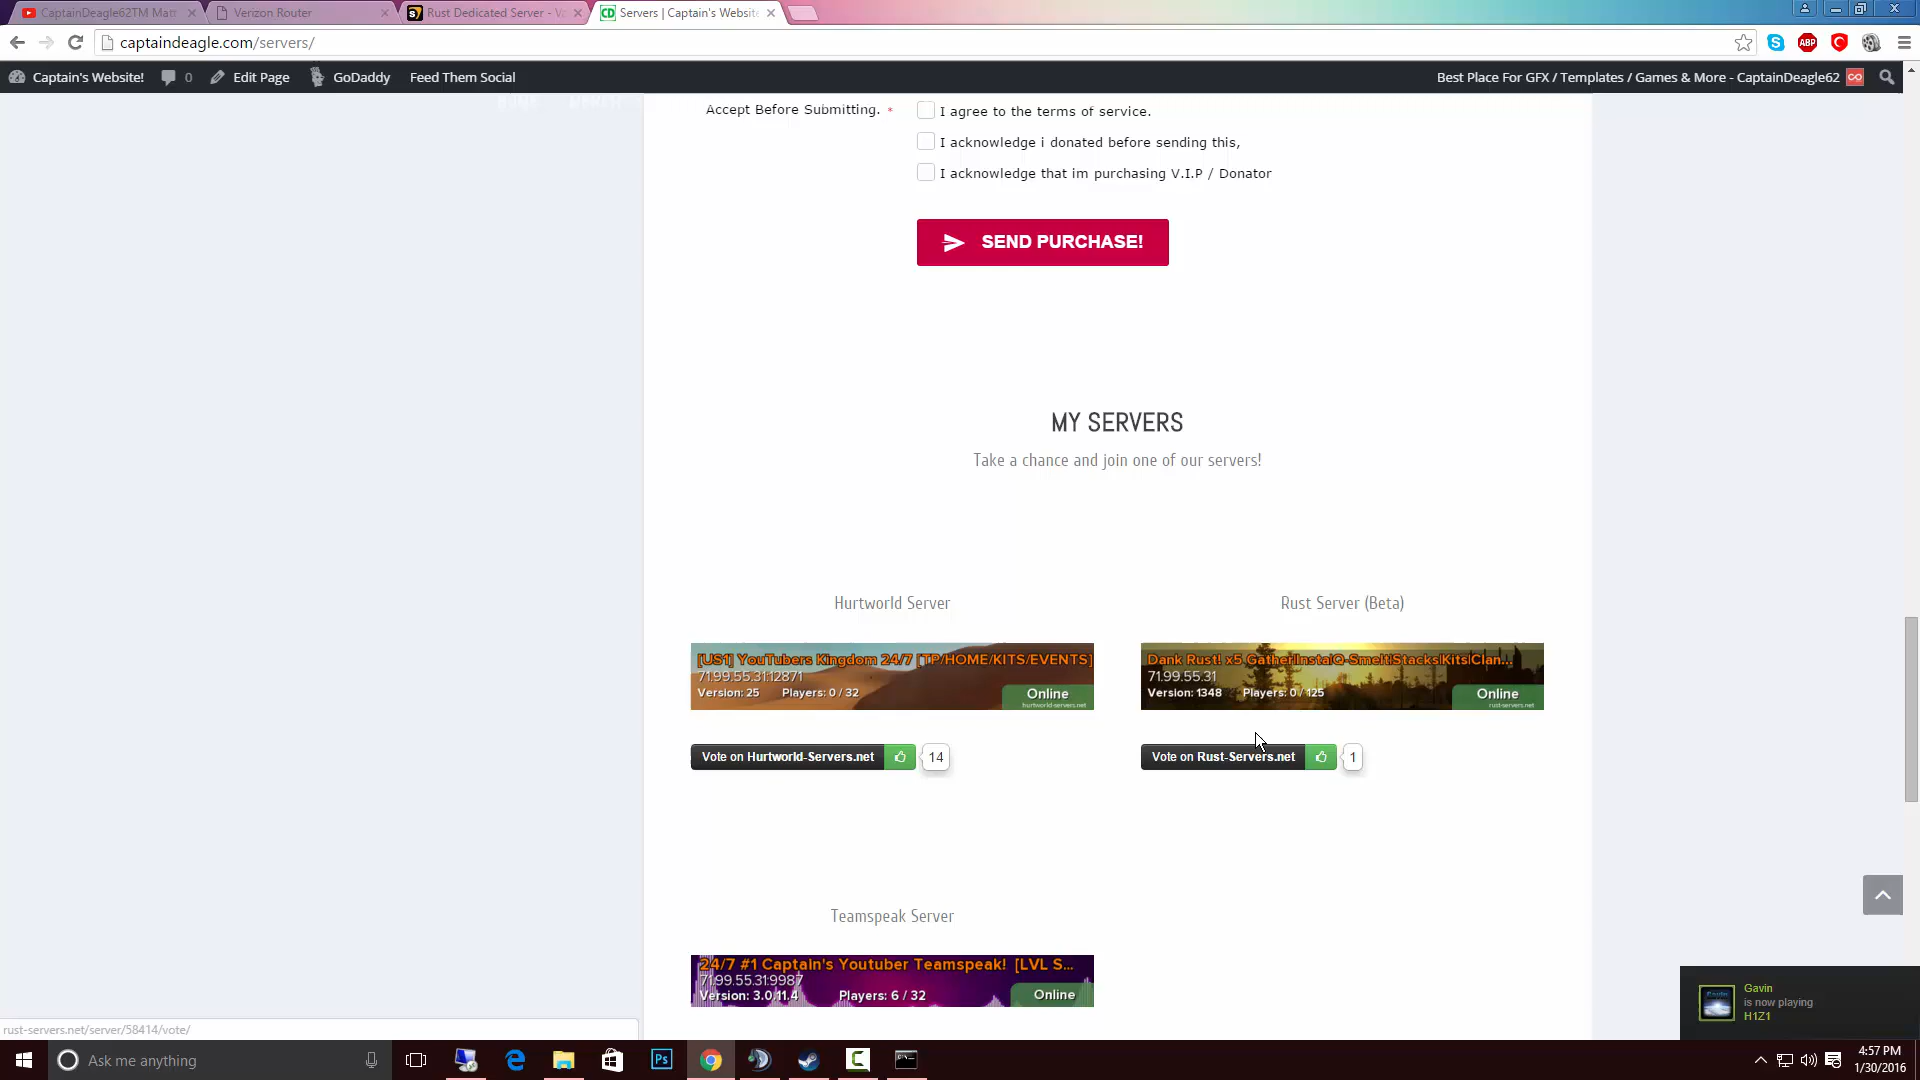 CaptainDeagle62TM Matt
Verizon Router
Rust Dedicated Server - Va
Servers | Captain's Website
captaindeagle.com/servers/
Captain's Website!
0
Edit Page
GoDaddy
Feed Them Social
Best Place For GFX / Templates / Games & More - CaptainDeagle62
Accept Before Submitting. *
I agree to the terms of service.
I acknowledge i donated before sending this,
I acknowledge that im purchasing V.I.P / Donator
SEND PURCHASE!
MY SERVERS
Take a chance and join one of our servers!
Hurtworld Server
[US1] YouTubers Kingdom 24/7 [TP/HOME/KITS/EVENTS]
71.99.55.31:12871
Version: 25 Players: 0 / 32
Online
hurtworld-servers.net
Vote on Hurtworld-Servers.net
14
Rust Server (Beta)
Dank Rust! x5 Gather|InstaQ-Smelt|Stacks|Kits|Clan...
71.99.55.31
Version: 1348 Players: 0 / 125
Online
rust-servers.net
Vote on Rust-Servers.net
1
Teamspeak Server
24/7 #1 Captain's Youtuber Teamspeak! [LVL S...
71.99.55.31:9987
Version: 3.0.11.4 Players: 6 / 32
Online
Gavin
is now playing
H1Z1
rust-servers.net/server/58414/vote/
Ask me anything
4:57 PM
1/30/2016